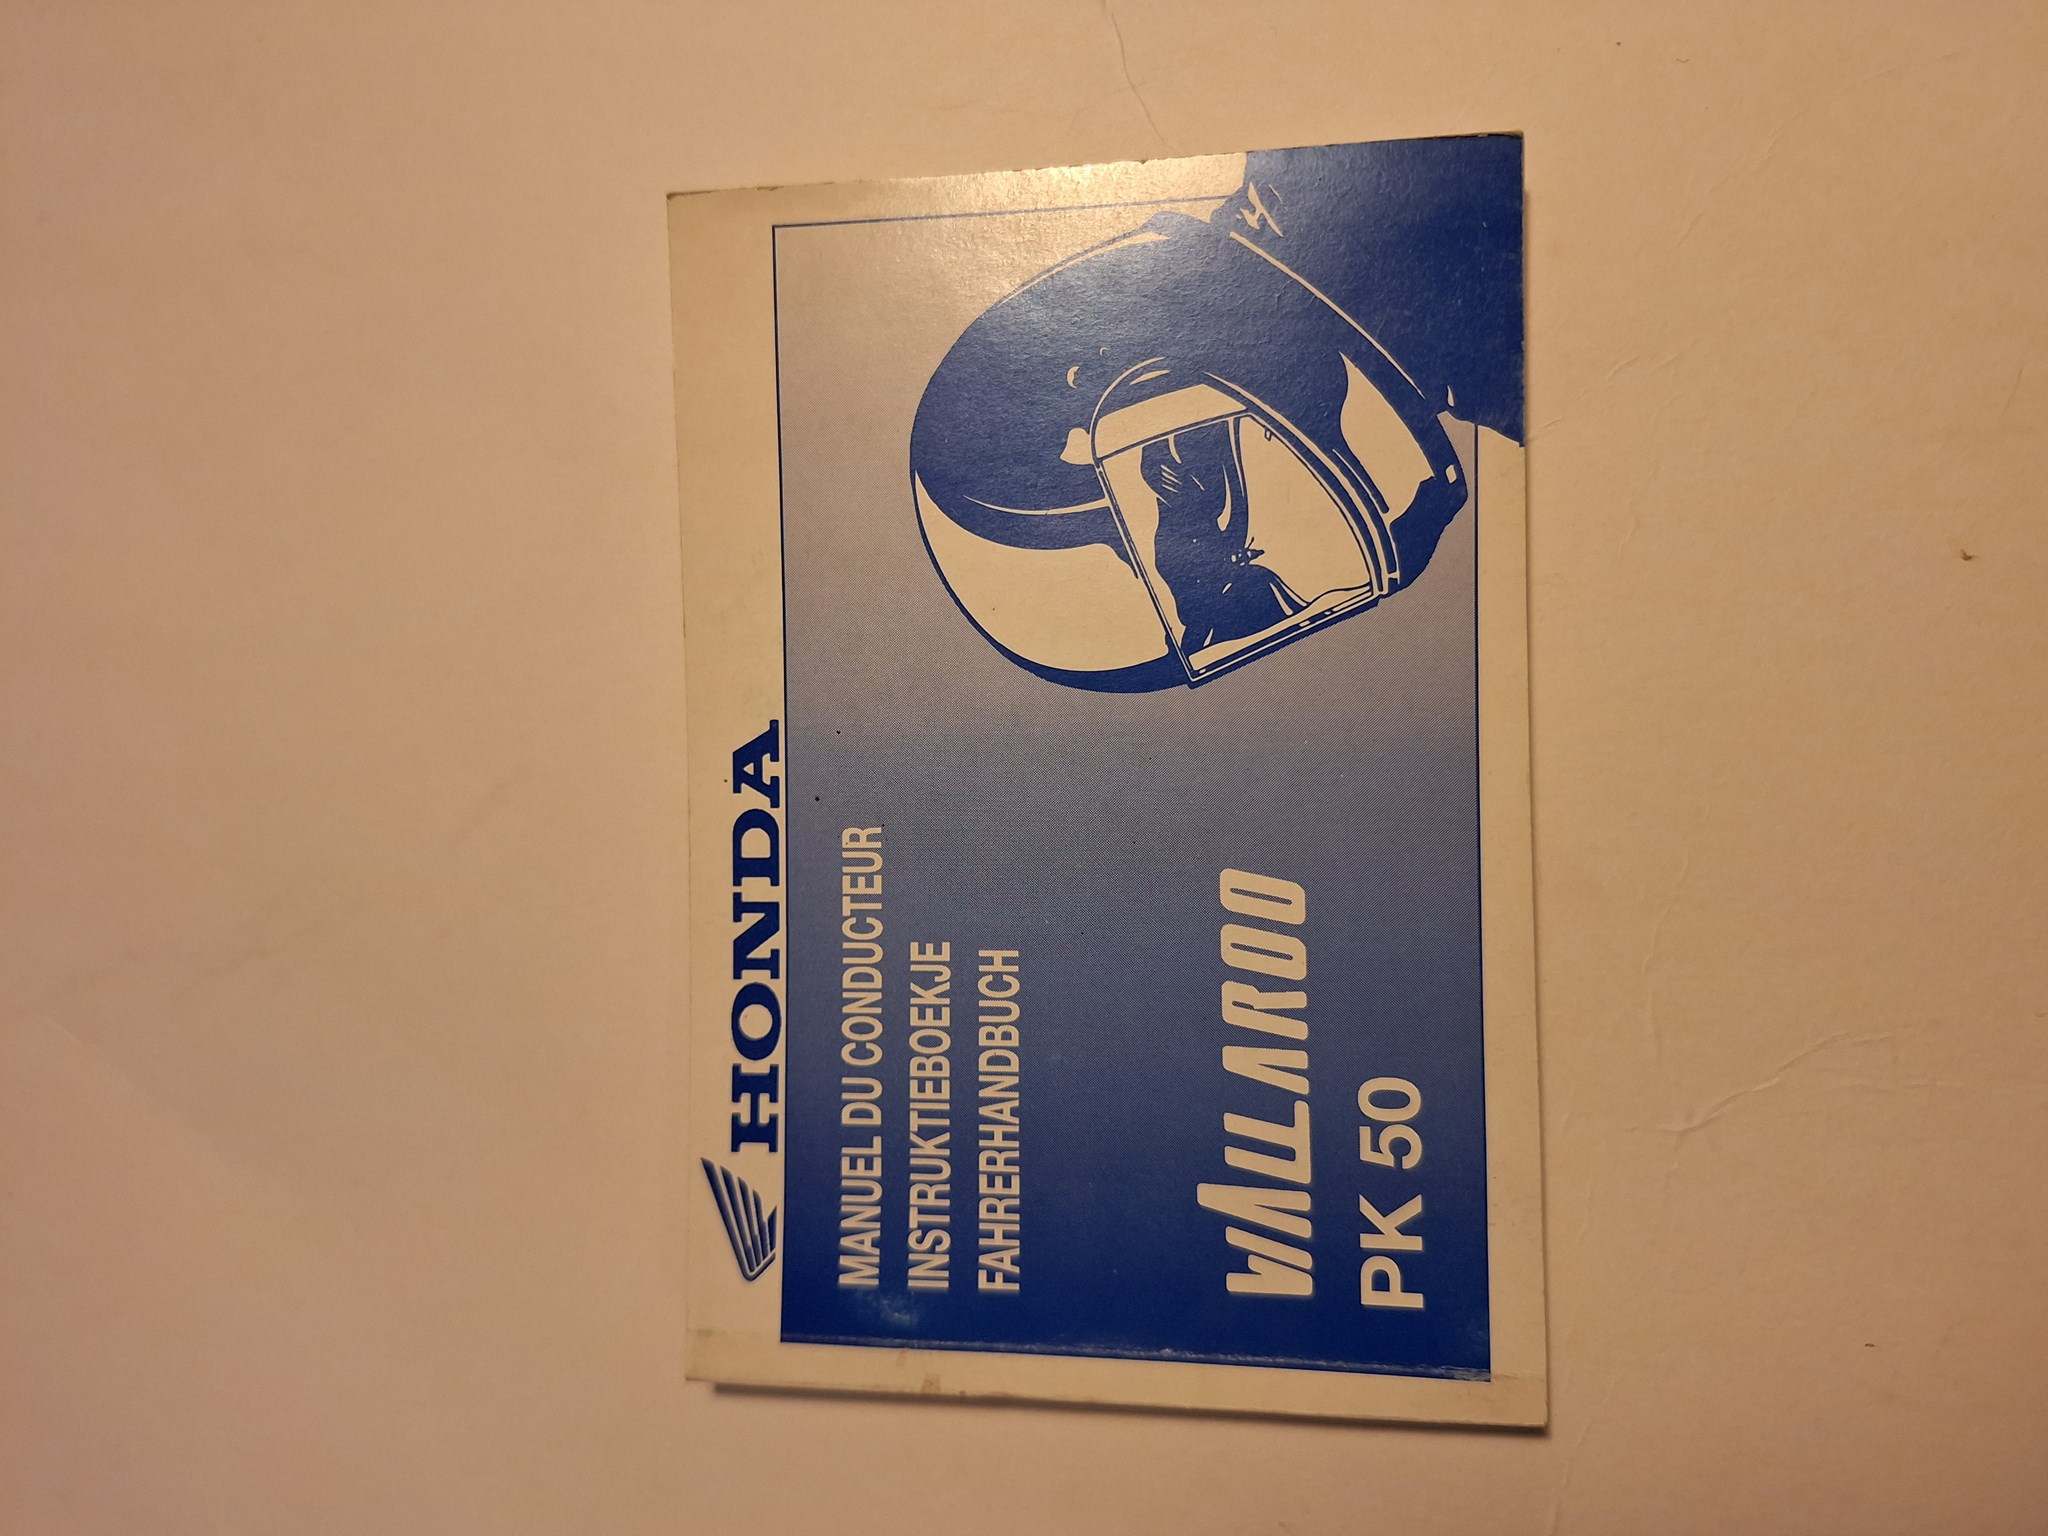 HONDA
MANUEL DU CONDUCTEUR
INSTRUKTIEBOEKJE
FAHRERHANDBUCH
WALLAROO
PK 50